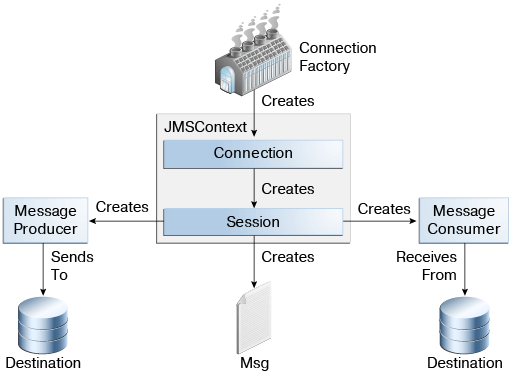 Connection
Factory
Creates
JMSContext
Connection
Creates
Message
Producer
Creates
Session
Creates
Message
Consumer
Sends
To
Creates
Receives
From
Destination
Msg
Destination